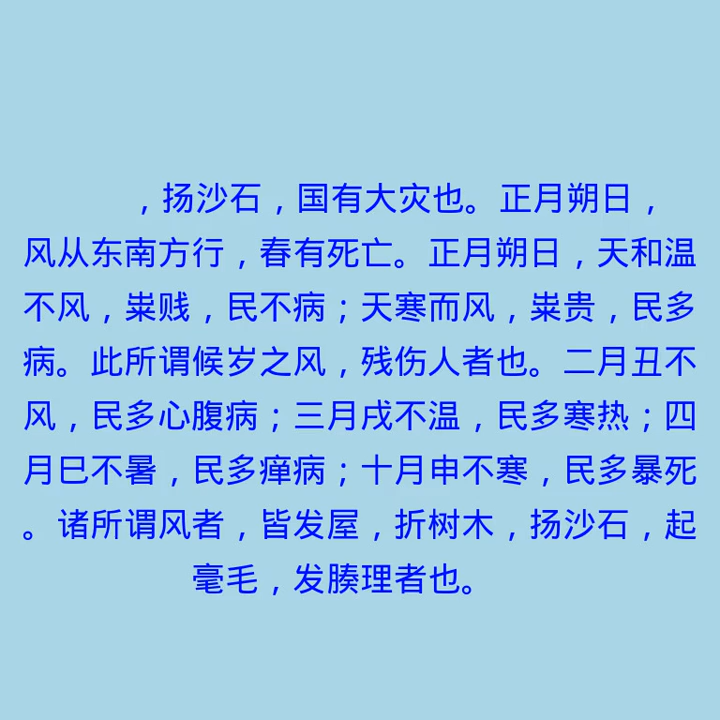 ，扬沙石，国有大灾也。正月朔日，
风从东南方行，春有死亡。正月朔日，天和温
不风，粜贱，民不病；天寒而风，粜贵，民多
病。此所谓候岁之风，残伤人者也。二月丑不
风，民多心腹病；三月戌不温，民多寒热；四
月巳不暑，民多瘅病；十月申不寒，民多暴死
。诸所谓风者，皆发屋，折树木，扬沙石，起
毫毛，发腠理者也。